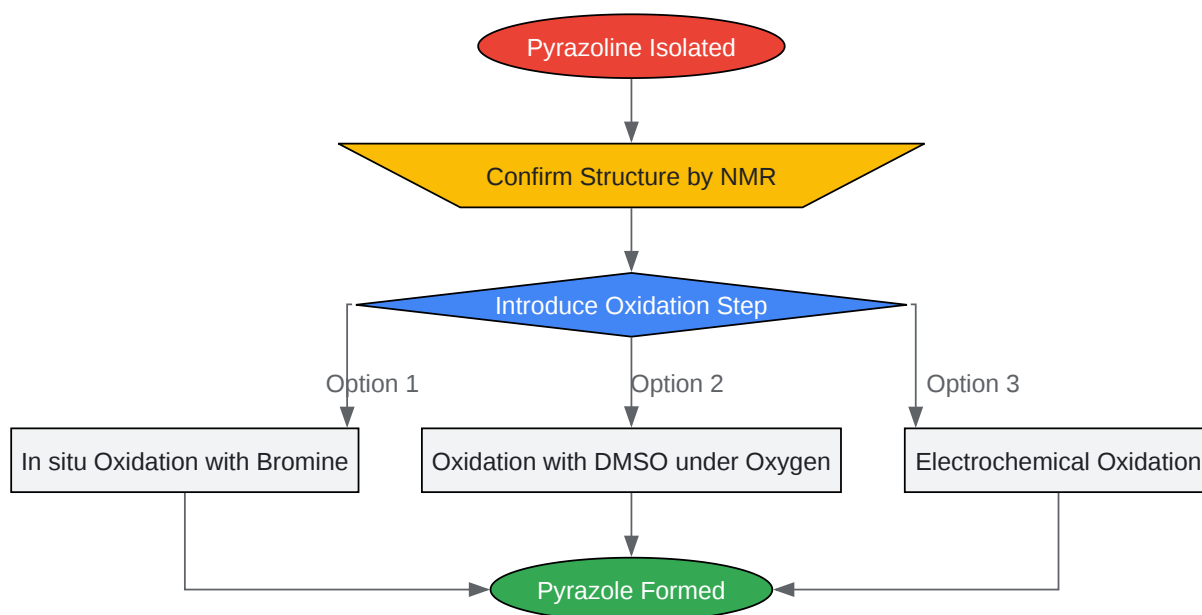 Pyrazoline Isolated
Confirm Structure by NMR
Introduce Oxidation Step
Option 1
Option 2
Option 3
In situ Oxidation with Bromine
Oxidation with DMSO under Oxygen
Electrochemical Oxidation
Pyrazole Formed